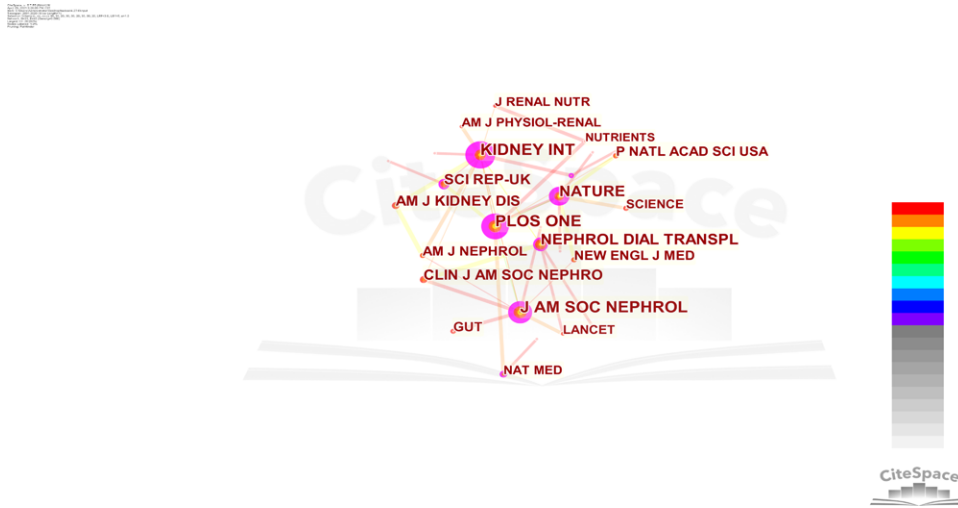 J RENAL NUTR
AM J PHYSIOL-RENAL
NUTRIENTS
KIDNEY INT
P NATL ACAD SCI USA
SCI REP-UK
NATURE
AM J KIDNEY DIS
SCIENCE
PLOS ONE
NEPHROL DIAL TRANSPL
AM J NEPHROL
NEW ENGL J MED
CLIN J AM SOC NEPHRO
J AM SOC NEPHROL
GUT
LANCET
NAT MED
CiteSpace
CiteSpace